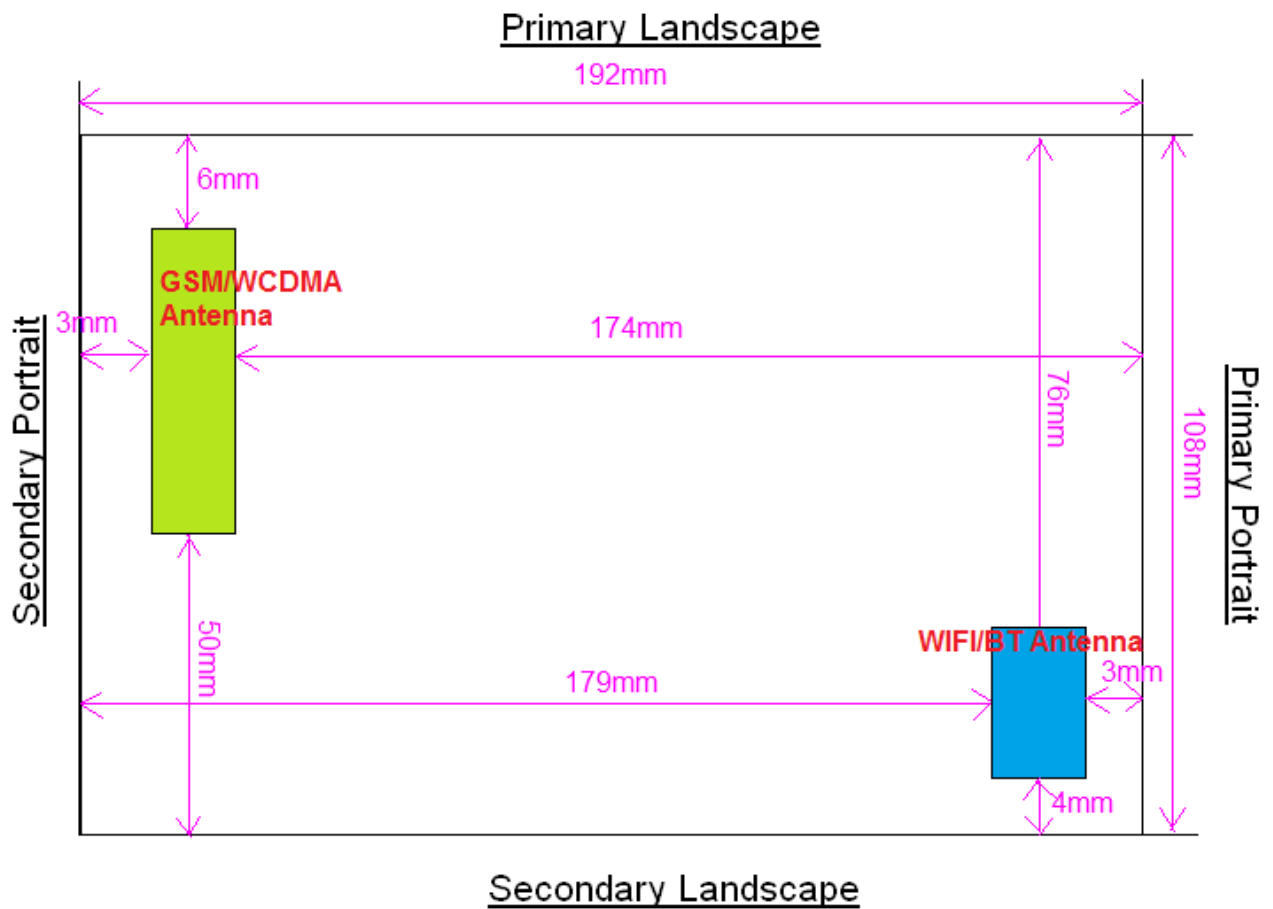 Primary Landscape
192mm
6mm
GSM/WCDMA
Antenna
3mm
174mm
76mm
108mm
Secondary Portrait
Primary Portrait
50mm
WIFI/BT Antenna
179mm
3mm
4mm
Secondary Landscape